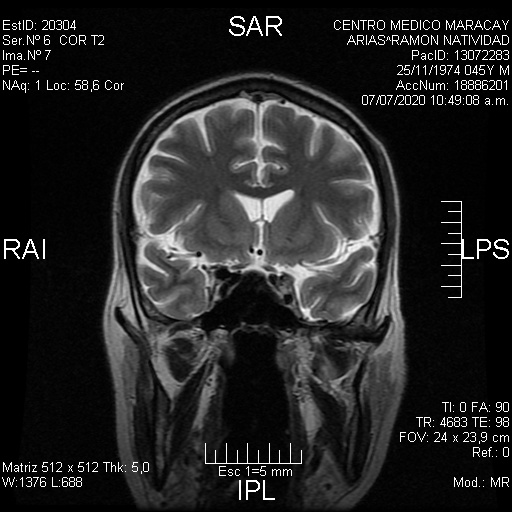 EstID: 20304
Ser.Nº 6 COR T2
Ima.Nº 7
PE= --
NAq: 1 Loc: 58,6 Cor
SAR
CENTRO MEDICO MARACAY
ARIAS^RAMON NATIVIDAD
PacID: 13072283
25/11/1974 045Y M
AccNum: 18886201
07/07/2020 10:49:08 a.m.
RAI
LPS
TI: 0 FA: 90
TR: 4683 TE: 98
FOV: 24 x 23,9 cm
Ref.: 0
Mod.: MR
Matriz 512 x 512 Thk: 5,0
W:1376 L:688
Esc 1=5 mm
IPL